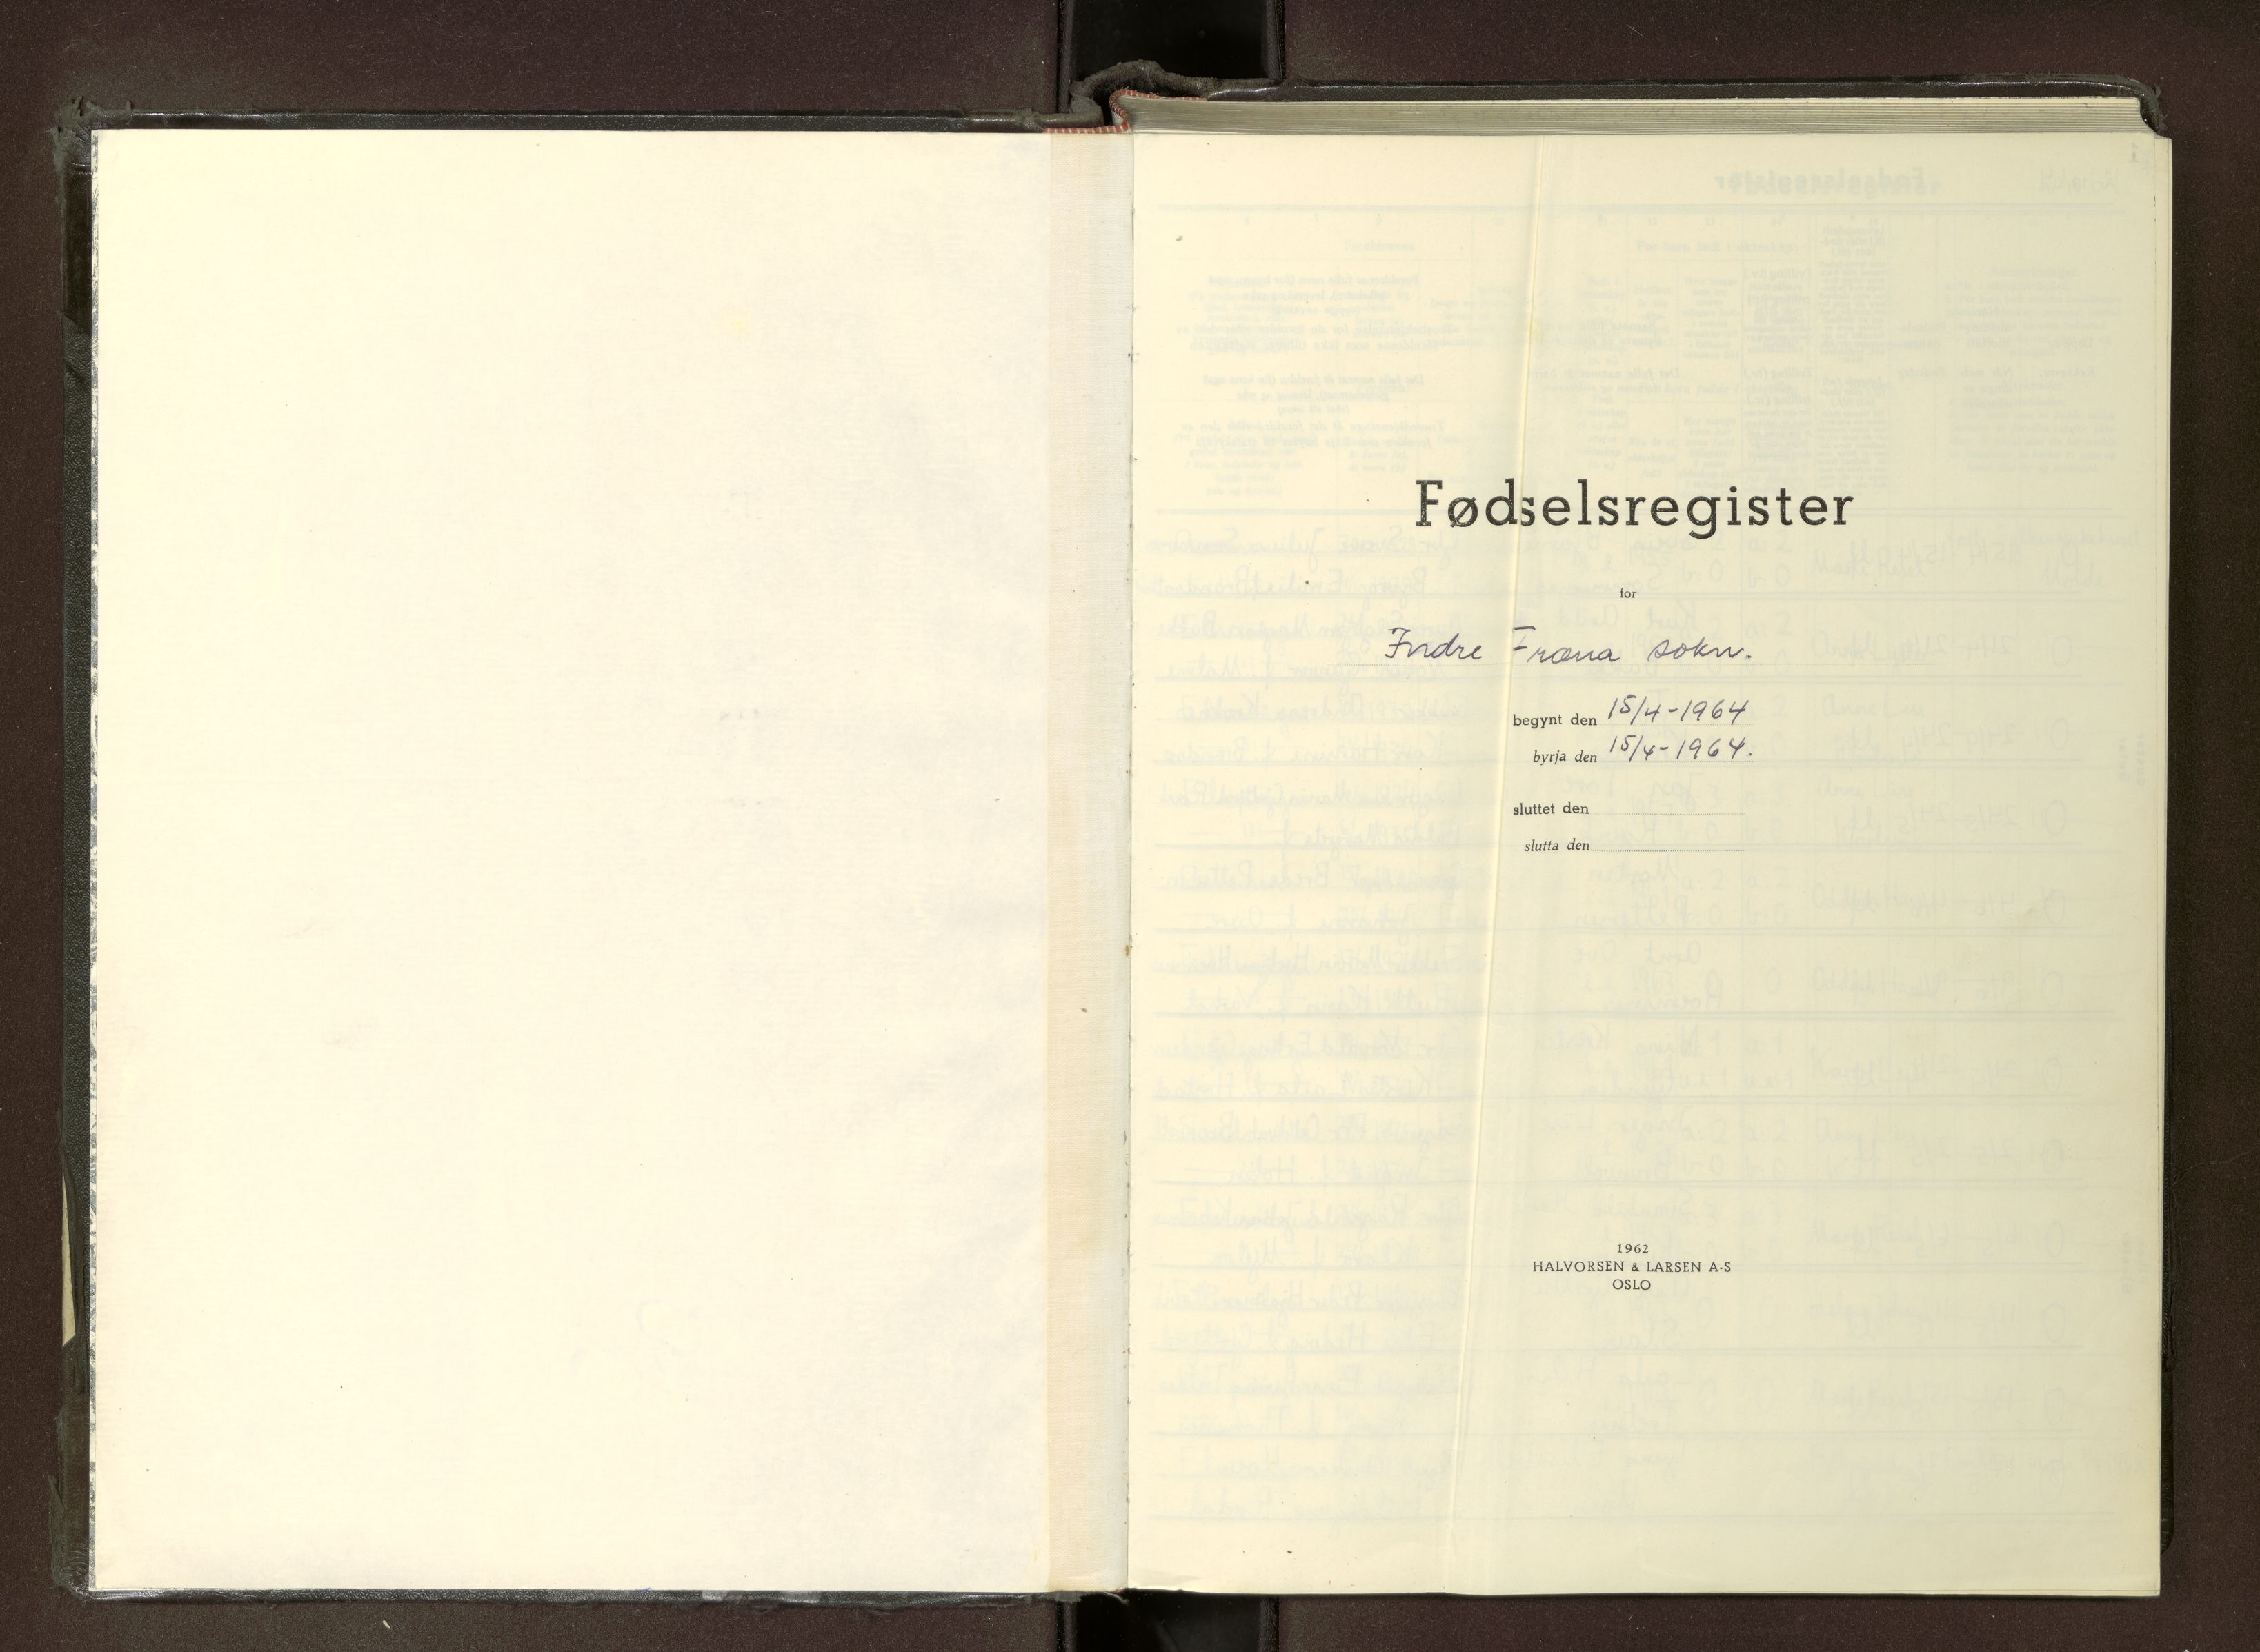 Fødselsregister
for
Indre Fræna sokn.
begynt den 15/4-1964
byrja den 15/4-1964.
sluttet den
slutta den
1962
HALVORSEN & LARSEN A-S
OSLO